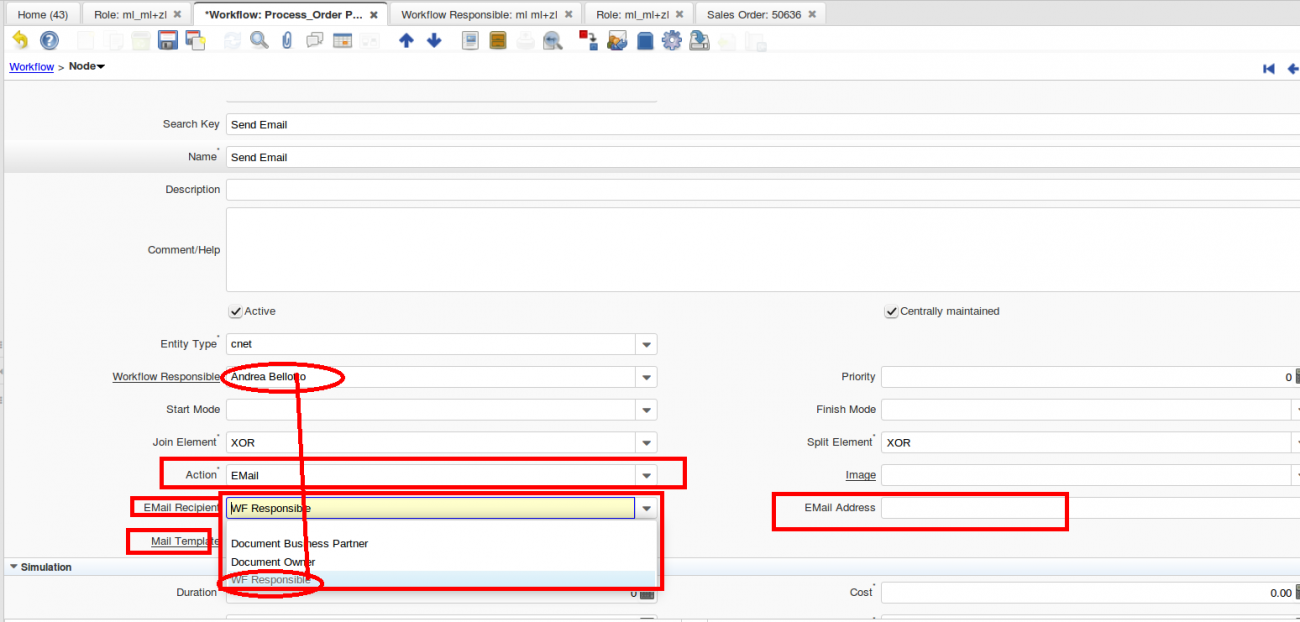 Home (43) Role: ml_ml+zl *Workflow: Process_Order P... Workflow Responsible: ml ml+zl Role: ml_ml+zl Sales Order: 50636
Workflow > Node
Search Key Send Email
Name* Send Email
Description
Comment/Help
Active Centrally maintained
Entity Type* cnet
Workflow Responsible Andrea Priority 0
Start Mode Finish Mode
Join Element* XOR Split Element* XOR
Action* EMail Image
EMail Recipient WF Responsible EMail Address
Mail Template
Document Business Partner
Document Owner
WF Responsible
Simulation
Duration 0 Cost* 0.00